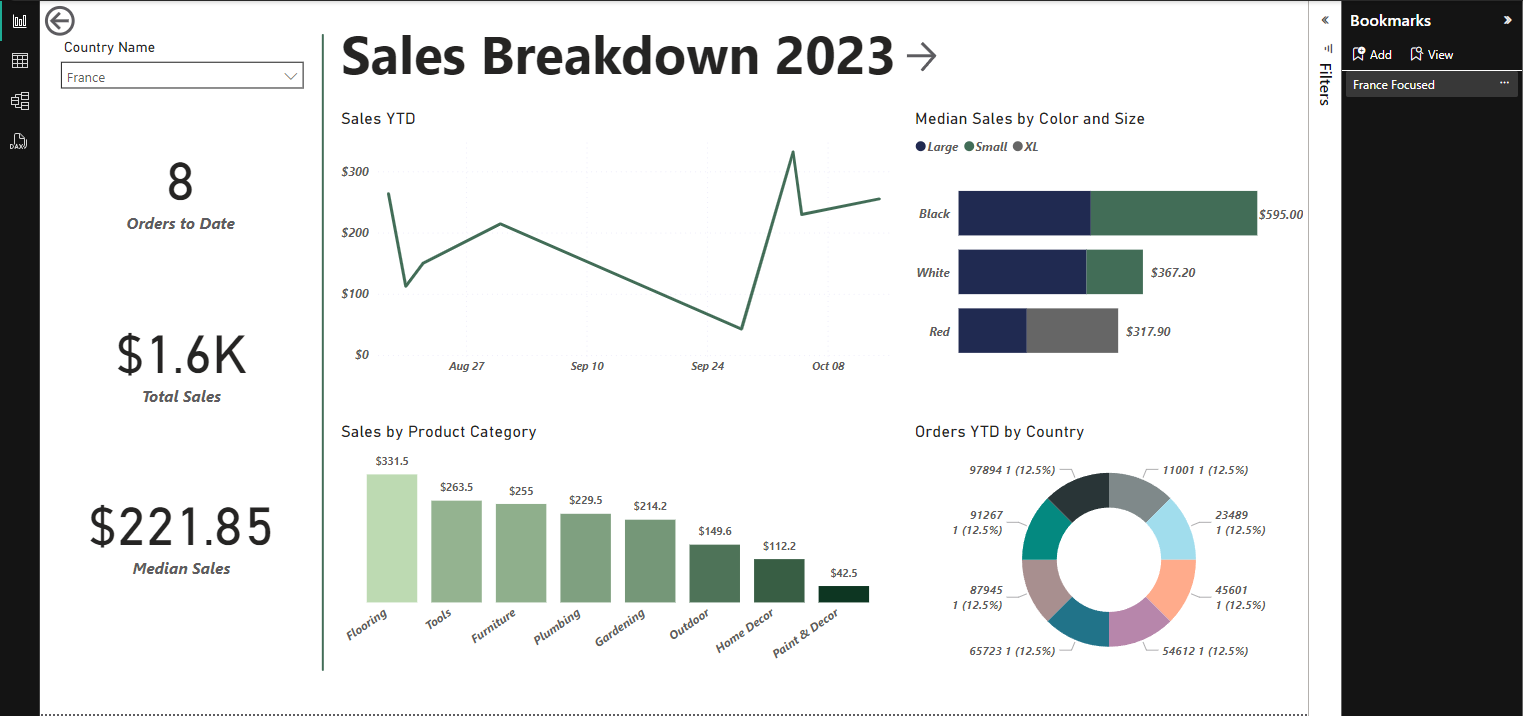 Country Name
France
Sales Breakdown 2023
8
Orders to Date
$1.6K
Total Sales
$221.85
Median Sales
Sales YTD
$300
$200
$100
$0
Aug 27
Sep 10
Sep 24
Oct 08
Median Sales by Color and Size
Large
Small
XL
Black
$595.00
White
$367.20
Red
$317.90
Sales by Product Category
$331.5
$263.5
$255
$229.5
$214.2
$149.6
$112.2
$42.5
Flooring
Tools
Furniture
Plumbing
Gardening
Outdoor
Home Decor
Paint & Decor
Orders YTD by Country
97894 1 (12.5%)
11001 1 (12.5%)
91267
1 (12.5%)
23489
1 (12.5%)
87945
1 (12.5%)
45601
1 (12.5%)
65723 1 (12.5%)
54612 1 (12.5%)
Filters
Bookmarks
Add
View
France Focused
DAX